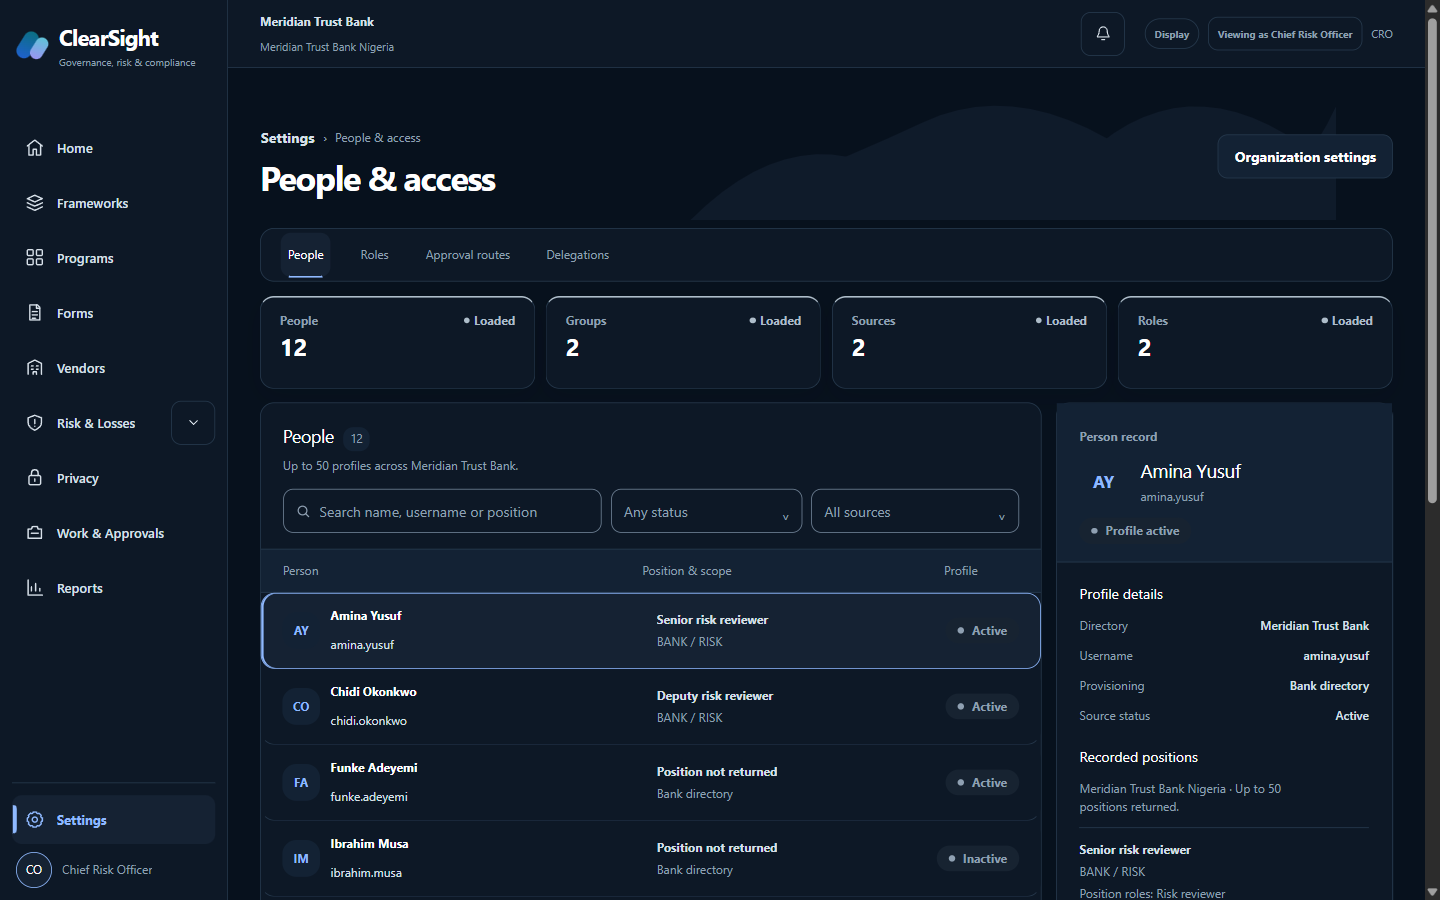 ClearSight
Governance, risk & compliance
Meridian Trust Bank
Meridian Trust Bank Nigeria
Display
Viewing as Chief Risk Officer
CRO
Home
Frameworks
Programs
Forms
Vendors
Risk & Losses
Privacy
Work & Approvals
Reports
Settings
CO
Chief Risk Officer
Settings › People & access
People & access
Organization settings
People
Roles
Approval routes
Delegations
People
Loaded
12
Groups
Loaded
2
Sources
Loaded
2
Roles
Loaded
2
People 12
Up to 50 profiles across Meridian Trust Bank.
Search name, username or position
Any status
All sources
Person
Position & scope
Profile
AY
Amina Yusuf
amina.yusuf
Senior risk reviewer
BANK / RISK
Active
CO
Chidi Okonkwo
chidi.okonkwo
Deputy risk reviewer
BANK / RISK
Active
FA
Funke Adeyemi
funke.adeyemi
Position not returned
Bank directory
Active
IM
Ibrahim Musa
ibrahim.musa
Position not returned
Bank directory
Inactive
Person record
AY
Amina Yusuf
amina.yusuf
Profile active
Profile details
Directory
Meridian Trust Bank
Username
amina.yusuf
Provisioning
Bank directory
Source status
Active
Recorded positions
Meridian Trust Bank Nigeria · Up to 50
positions returned.
Senior risk reviewer
BANK / RISK
Position roles: Risk reviewer